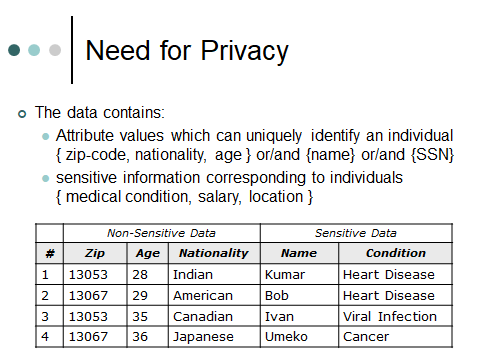 Need for Privacy
The data contains:
Attribute values which can uniquely identify an individual
{ zip-code, nationality, age } or/and {name} or/and {SSN}
sensitive information corresponding to individuals
{ medical condition, salary, location }
Non-Sensitive Data Sensitive Data
# Zip Age Nationality Name Condition
1 13053 28 Indian Kumar Heart Disease
2 13067 29 American Bob Heart Disease
3 13053 35 Canadian Ivan Viral Infection
4 13067 36 Japanese Umeko Cancer